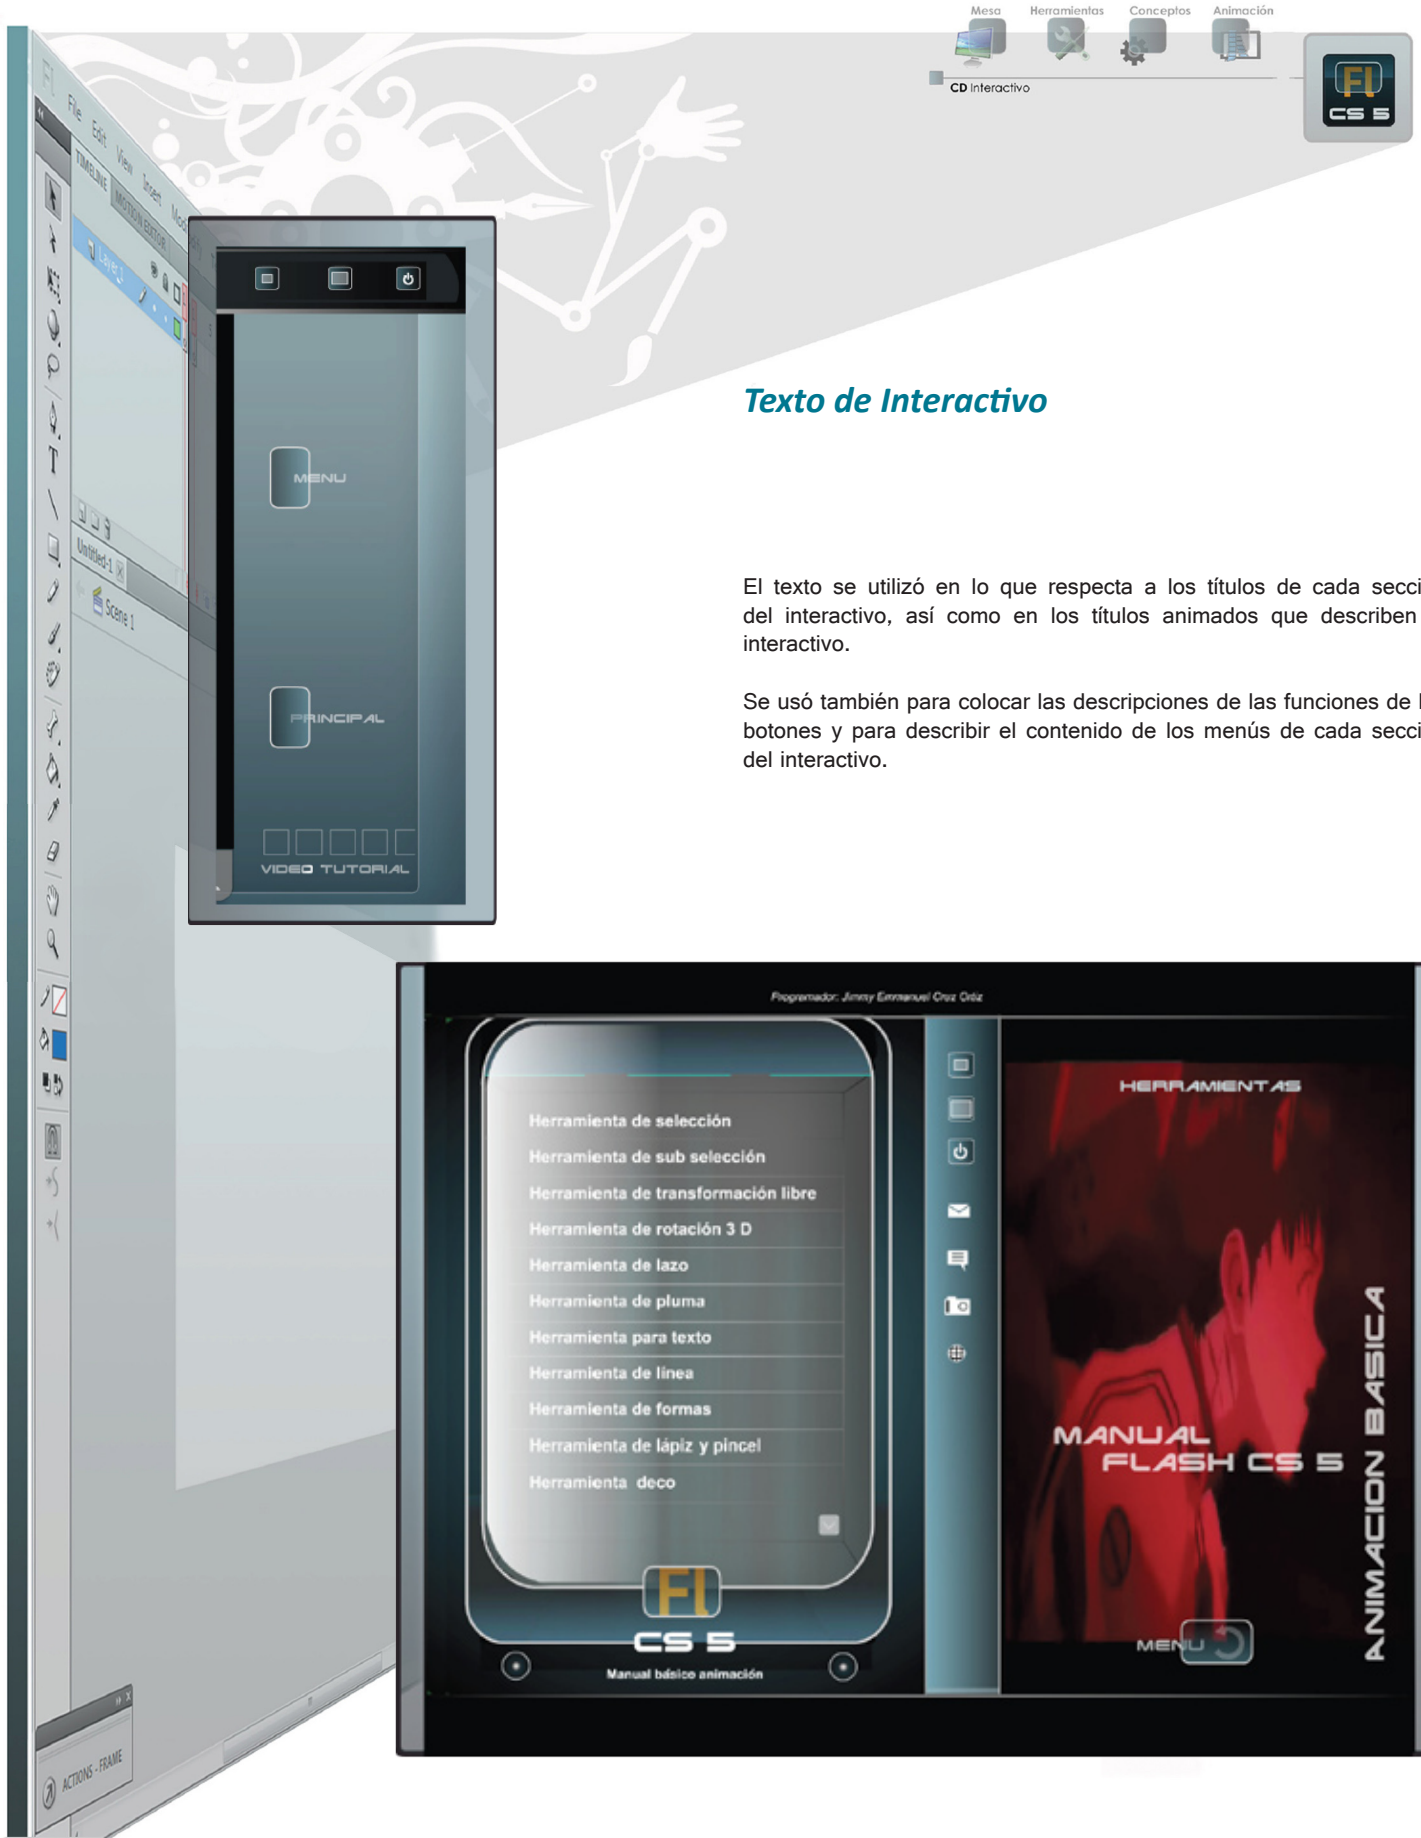 Mesa
Herramientas
Conceptos
Animación
CD Interactivo
Fl
CS 5
Fl
File
Edit
View
Insert
TIMELINE
MOTION EDITOR
Layer 1
Untitled-1
Scene 1
ACTIONS - FRAME
MENU
PRINCIPAL
VIDEO TUTORIAL
Texto de Interactivo
El texto se utilizó en lo que respecta a los títulos de cada secci
del interactivo, así como en los títulos animados que describen
interactivo.
Se usó también para colocar las descripciones de las funciones de l
botones y para describir el contenido de los menús de cada secci
del interactivo.
Programador: Jimmy Emmanuel Cruz Ortiz
Herramienta de selección
Herramienta de sub selección
Herramienta de transformación libre
Herramienta de rotación 3 D
Herramienta de lazo
Herramienta de pluma
Herramienta para texto
Herramienta de línea
Herramienta de formas
Herramienta de lápiz y pincel
Herramienta deco
Fl
CS 5
Manual básico animación
HERRAMIENTAS
MANUAL
FLASH CS 5
ANIMACION BASICA
MENU